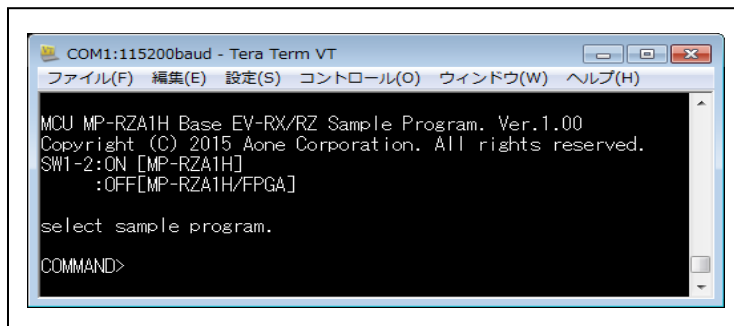 COM1:115200baud - Tera Term VT
ファイル(F) 編集(E) 設定(S) コントロール(O) ウィンドウ(W) ヘルプ(H)
MCU MP-RZA1H Base EV-RX/RZ Sample Program. Ver.1.00
Copyright (C) 2015 Aone Corporation. All rights reserved.
SW1-2:ON [MP-RZA1H]
:OFF[MP-RZA1H/FPGA]
select sample program.
COMMAND>